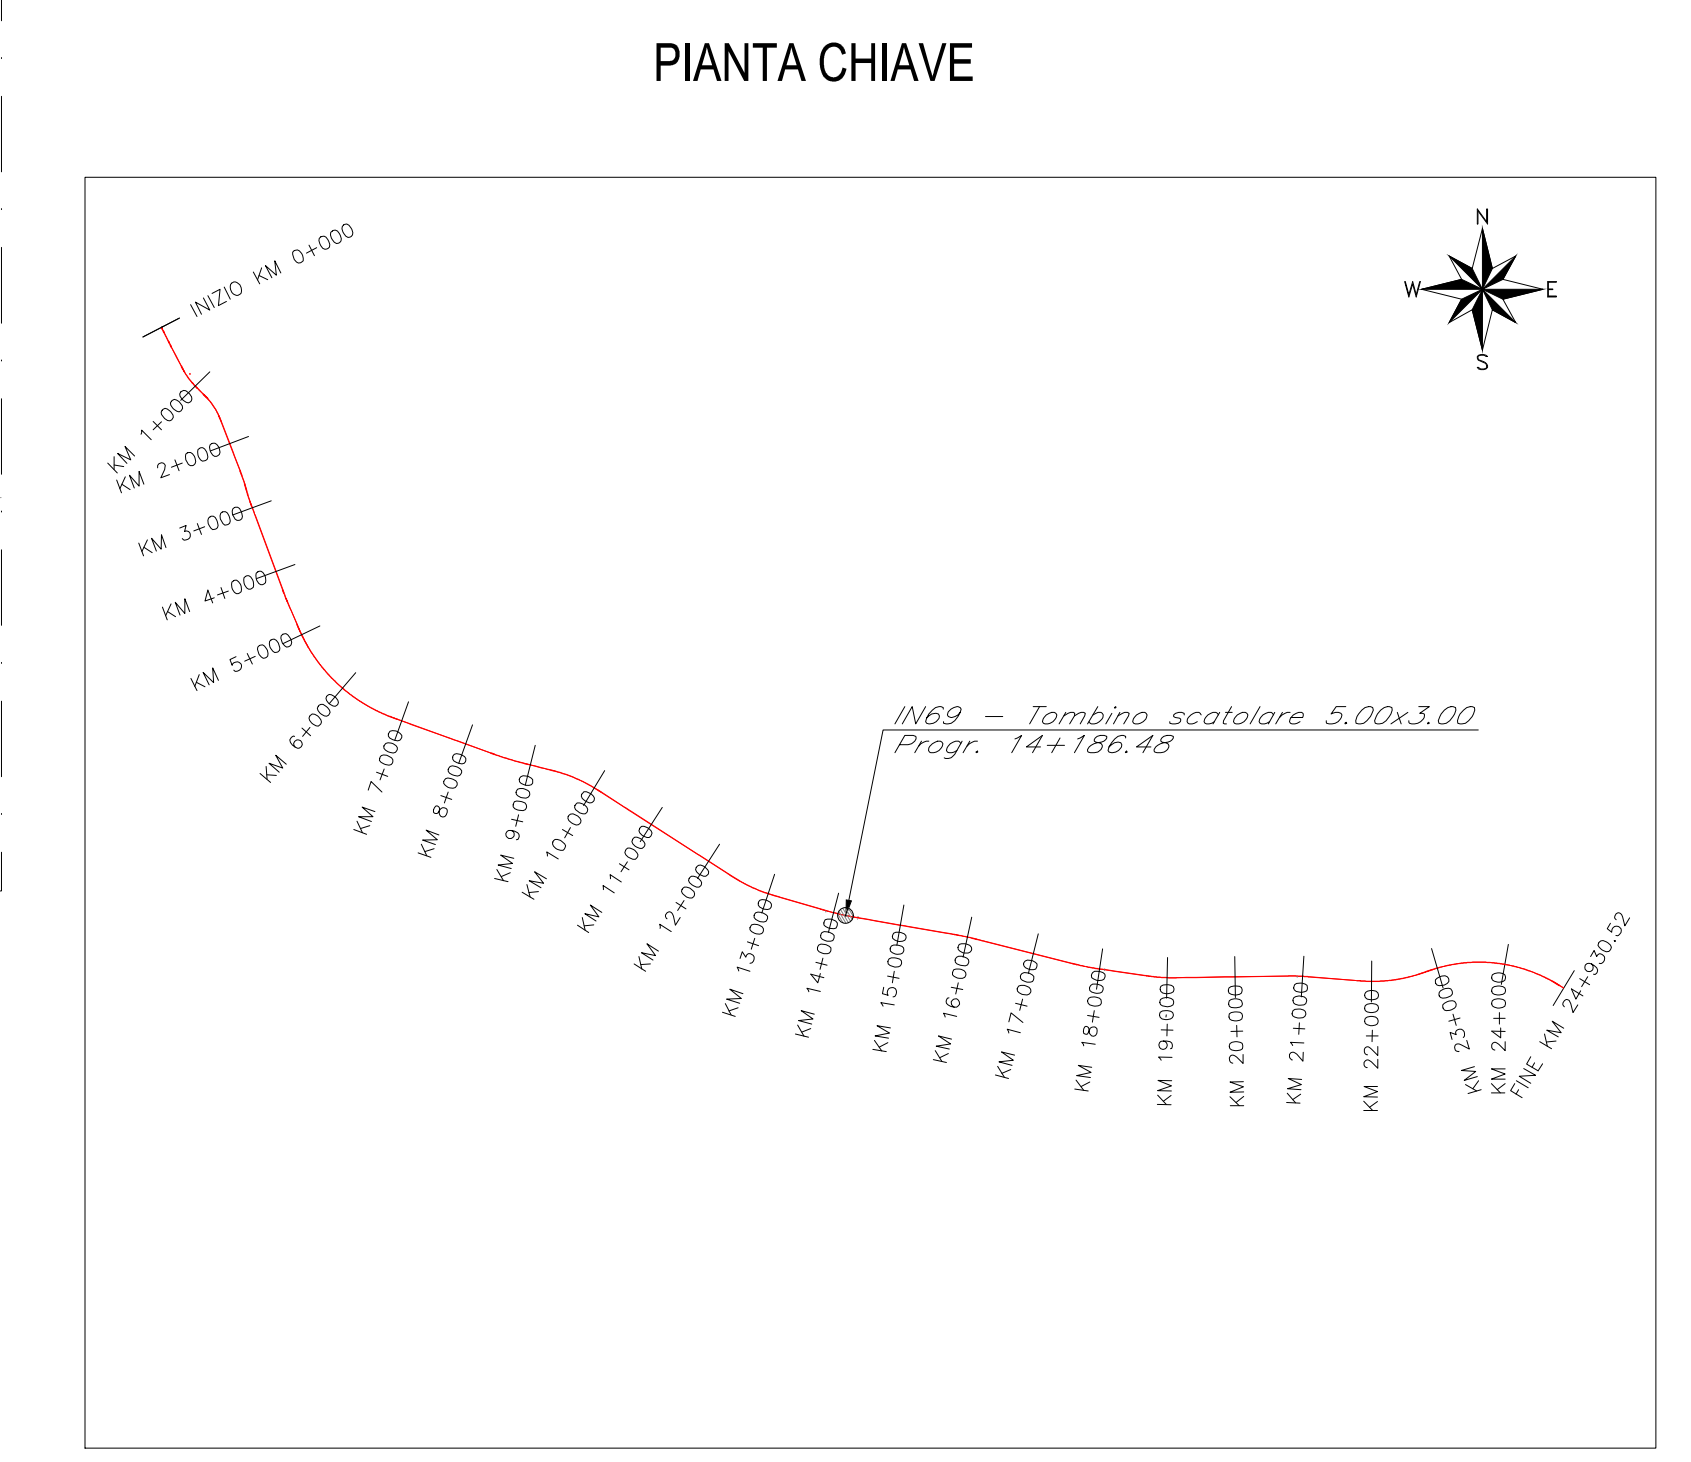 PIANTA CHIAVE
N
W
E
S
INIZIO KM 0+000
KM 1+000
KM 2+000
KM 3+000
KM 4+000
KM 5+000
KM 6+000
KM 7+000
KM 8+000
KM 9+000
KM 10+000
KM 11+000
KM 12+000
KM 13+000
KM 14+000
IN69 – Tombino scatolare 5.00x3.00
Progr. 14+186.48
KM 15+000
KM 16+000
KM 17+000
KM 18+000
KM 19+000
KM 20+000
KM 21+000
KM 22+000
KM 23+000
KM 24+000
FINE KM 24+930.52